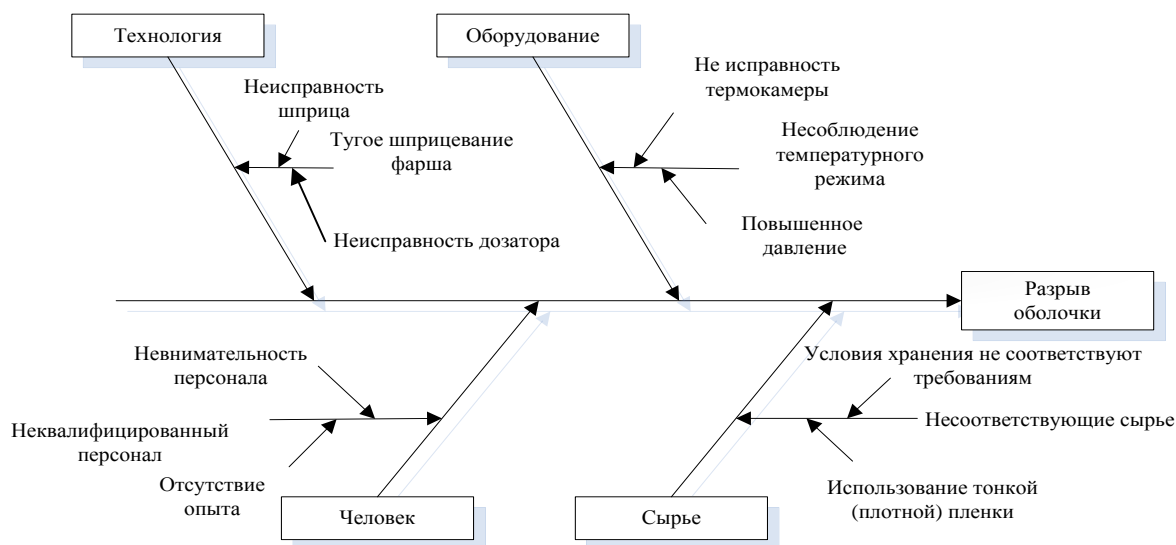 Технология
Оборудование
Неисправность
шприца
Тугое шприцевание
фарша
Неисправность дозатора
Не исправность
термокамеры
Несоблюдение
температурного
режима
Повышенное
давление
Разрыв
оболочки
Невнимательность
персонала
Неквалифицированный
персонал
Отсутствие
опыта
Человек
Условия хранения не соответствуют
требованиям
Несоответствующие сырье
Использование тонкой
(плотной) пленки
Сырье